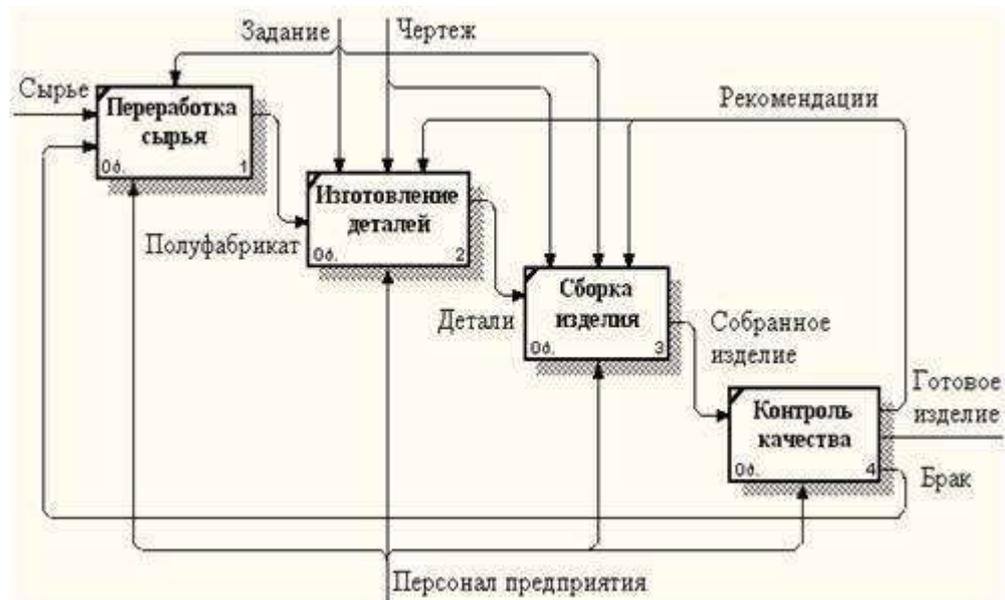 Задание
Чертеж
Сырье
Переработка
сырья
0д.
1
Рекомендации
Изготовление
деталей
0д.
2
Полуфабрикат
Сборка
изделия
0д.
3
Детали
Собранное
изделие
Контроль
качества
0д.
4
Готовое
изделие
Брак
Персонал предприятия